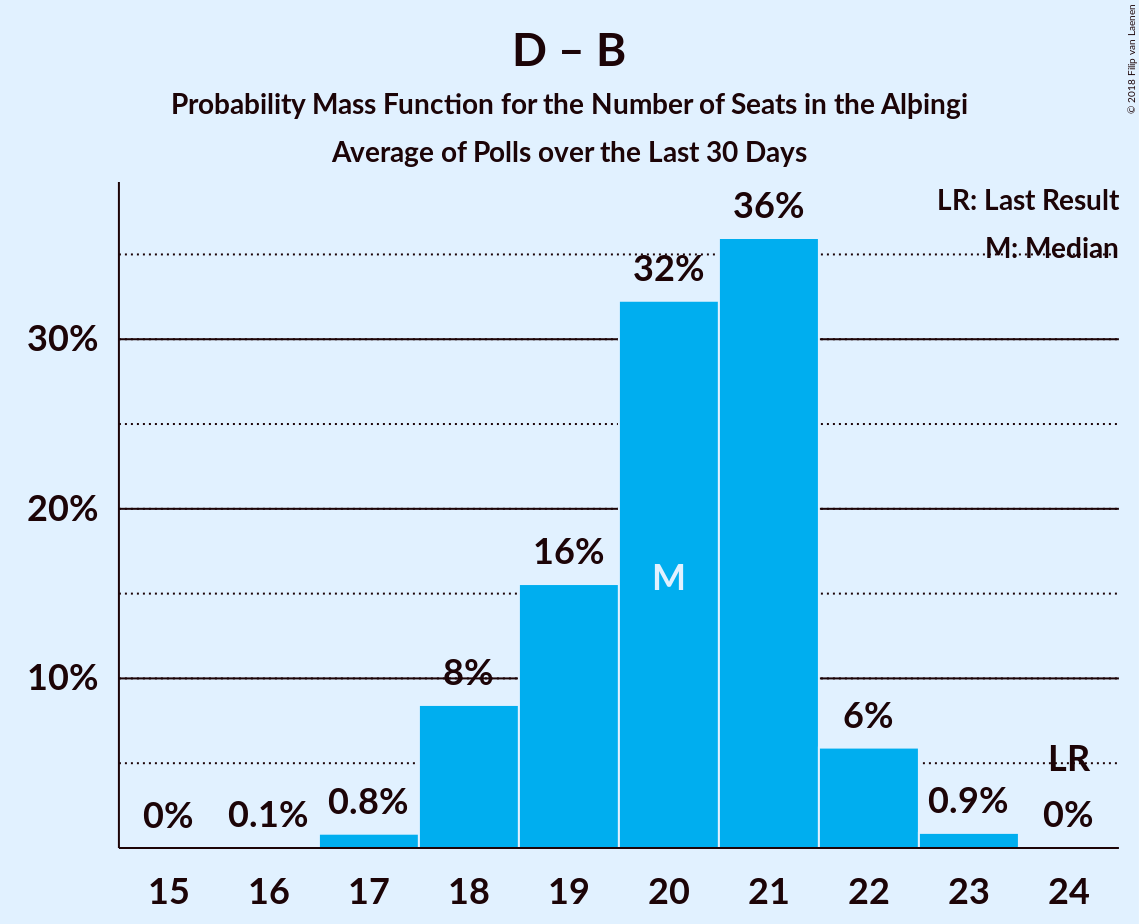 D – B
Probability Mass Function for the Number of Seats in the Alþingi
Average of Polls over the Last 30 Days
© 2018 Filip van Laenen
LR: Last Result
M: Median
36%
32%
30%
20%
16%
M
10%
8%
6%
LR
0%
0.1%
0.8%
0.9%
0%
15 16 17 18 19 20 21 22 23 24